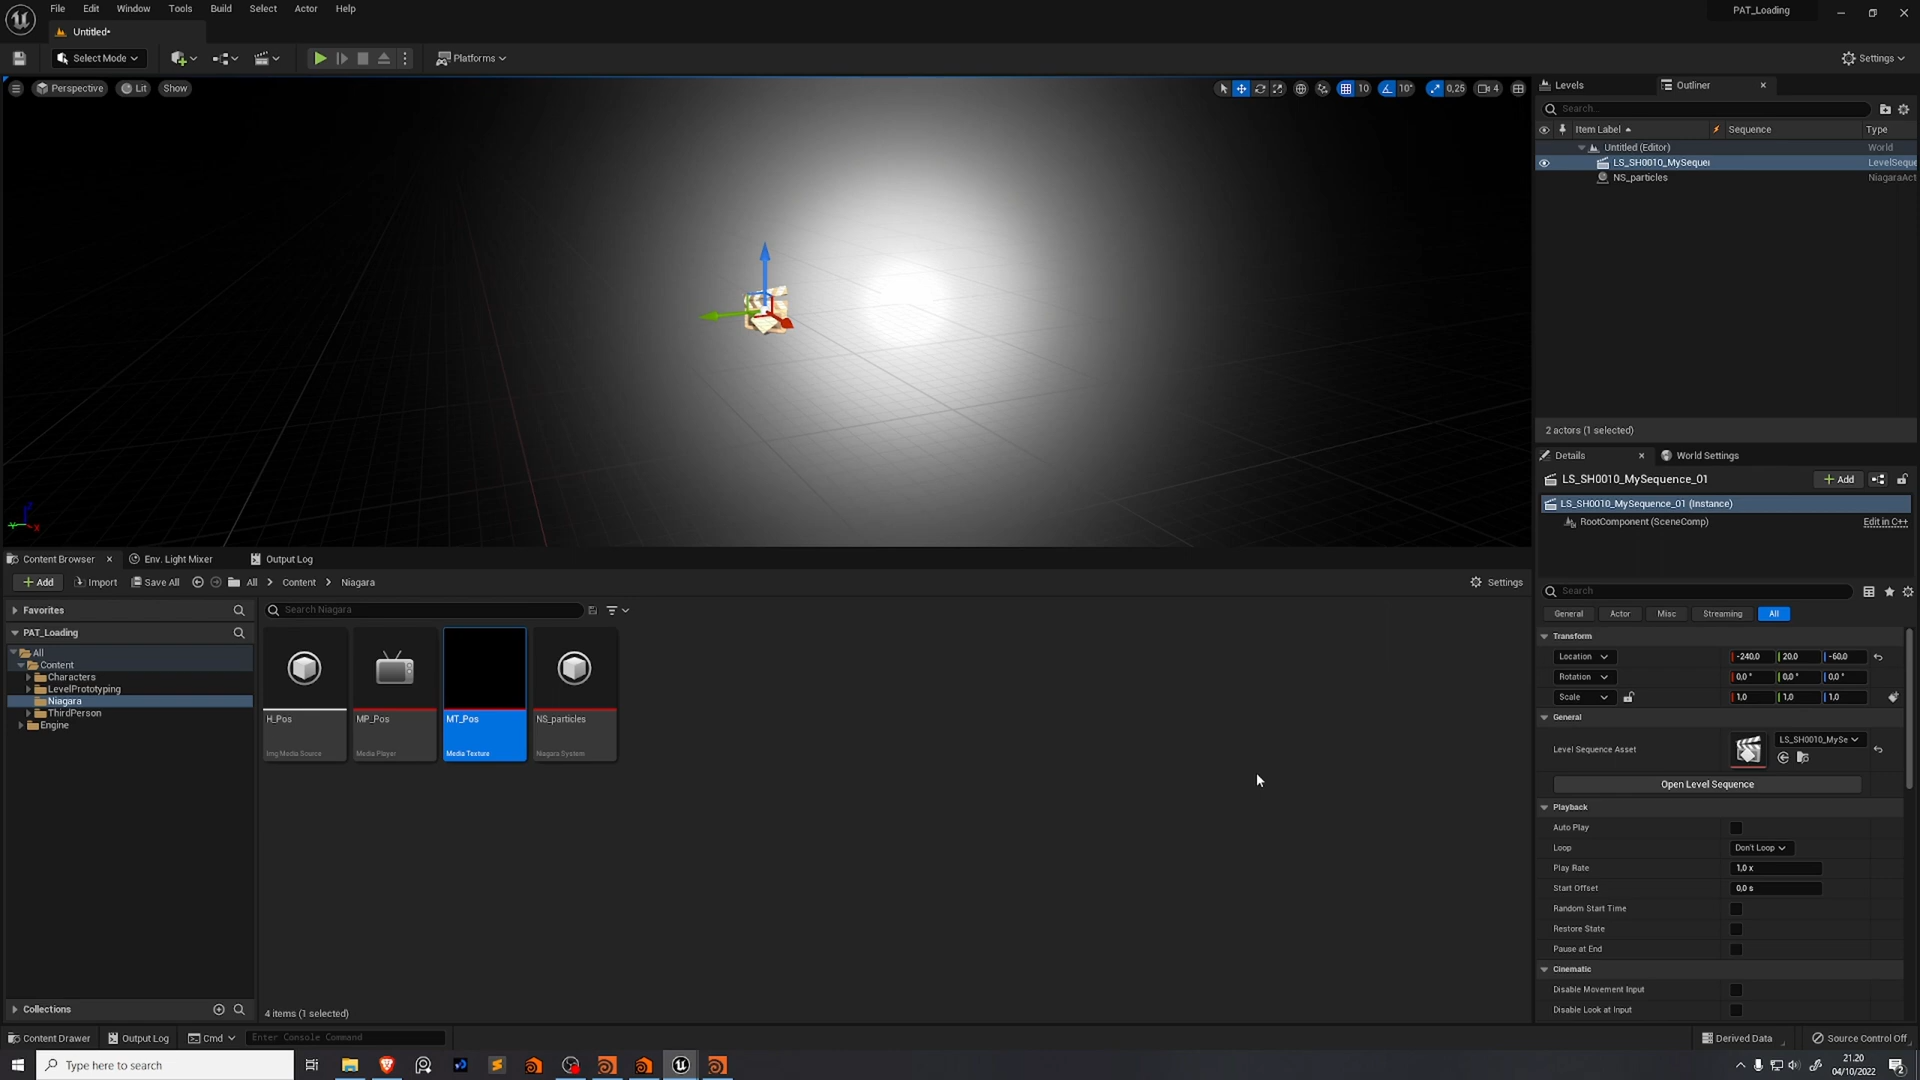 File Edit Window Tools Build Select Actor Help
PAT_Loading
Untitled*
Select Mode
Platforms
Settings
Perspective
Lit
Show
10
10°
0,25
4
Levels
Outliner
Search...
Item Label
Sequence
Type
Untitled (Editor)
World
LS_SH0010_MySequer
LevelSeque
NS_particles
NiagaraAct
2 actors (1 selected)
Details
World Settings
LS_SH0010_MySequence_01
Add
LS_SH0010_MySequence_01 (Instance)
RootComponent (SceneComp)
Edit in C++
Search
General
Actor
Misc
Streaming
All
Transform
Location
-240,0
20,0
-60,0
Rotation
0,0 °
0,0 °
0,0 °
Scale
1,0
1,0
1,0
General
Level Sequence Asset
LS_SH0010_MySe
Open Level Sequence
Playback
Auto Play
Loop
Don't Loop
Play Rate
1,0 x
Start Offset
0,0 s
Random Start Time
Restore State
Pause at End
Cinematic
Disable Movement Input
Disable Look at Input
Content Browser
Env. Light Mixer
Output Log
Add
Import
Save All
All
Content
Niagara
Settings
Favorites
PAT_Loading
All
Content
Characters
LevelPrototyping
Niagara
ThirdPerson
Engine
Collections
Search Niagara
H_Pos
Img Media Source
MP_Pos
Media Player
MT_Pos
Media Texture
NS_particles
Niagara System
4 items (1 selected)
Content Drawer
Output Log
Cmd
Enter Console Command
Derived Data
Source Control Off
Type here to search
21.20
04/10/2022
2